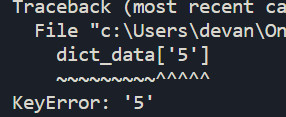 Traceback (most recent ca
File "c:\Users\devan\On
dict_data['5']
~~~~~~~~~^^^^^
KeyError: '5'